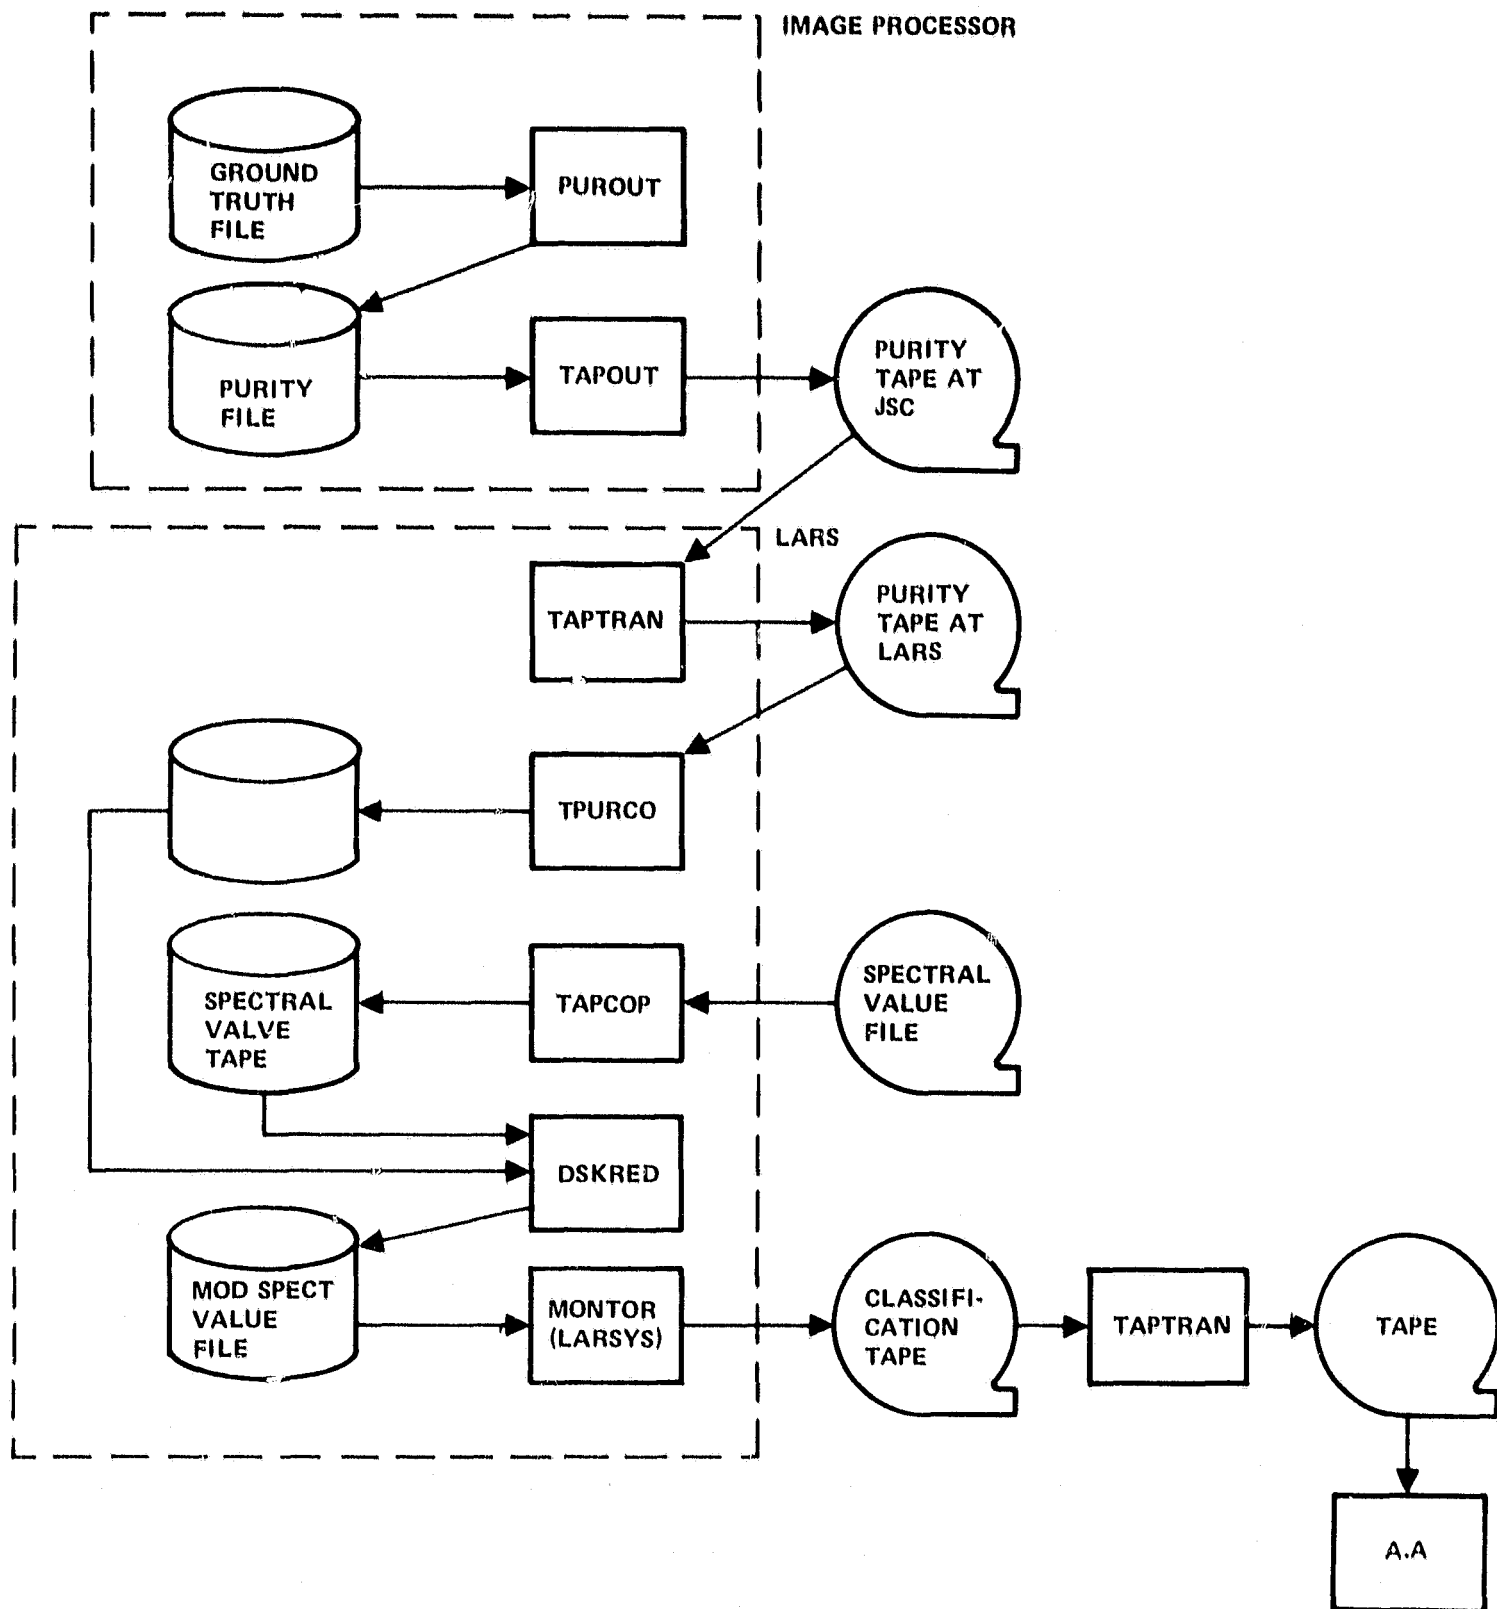 IMAGE PROCESSOR
GROUND
TRUTH
FILE
PUROUT
PURITY
FILE
TAPOUT
PURITY
TAPE AT
JSC
LARS
TAPTRAN
PURITY
TAPE AT
LARS
TPURCO
SPECTRAL
VALVE
TAPE
TAPCOP
SPECTRAL
VALUE
FILE
DSKRED
MOD SPECT
VALUE
FILE
MONTOR
(LARSYS)
CLASSIFI-
CATION
TAPE
TAPTRAN
TAPE
A.A